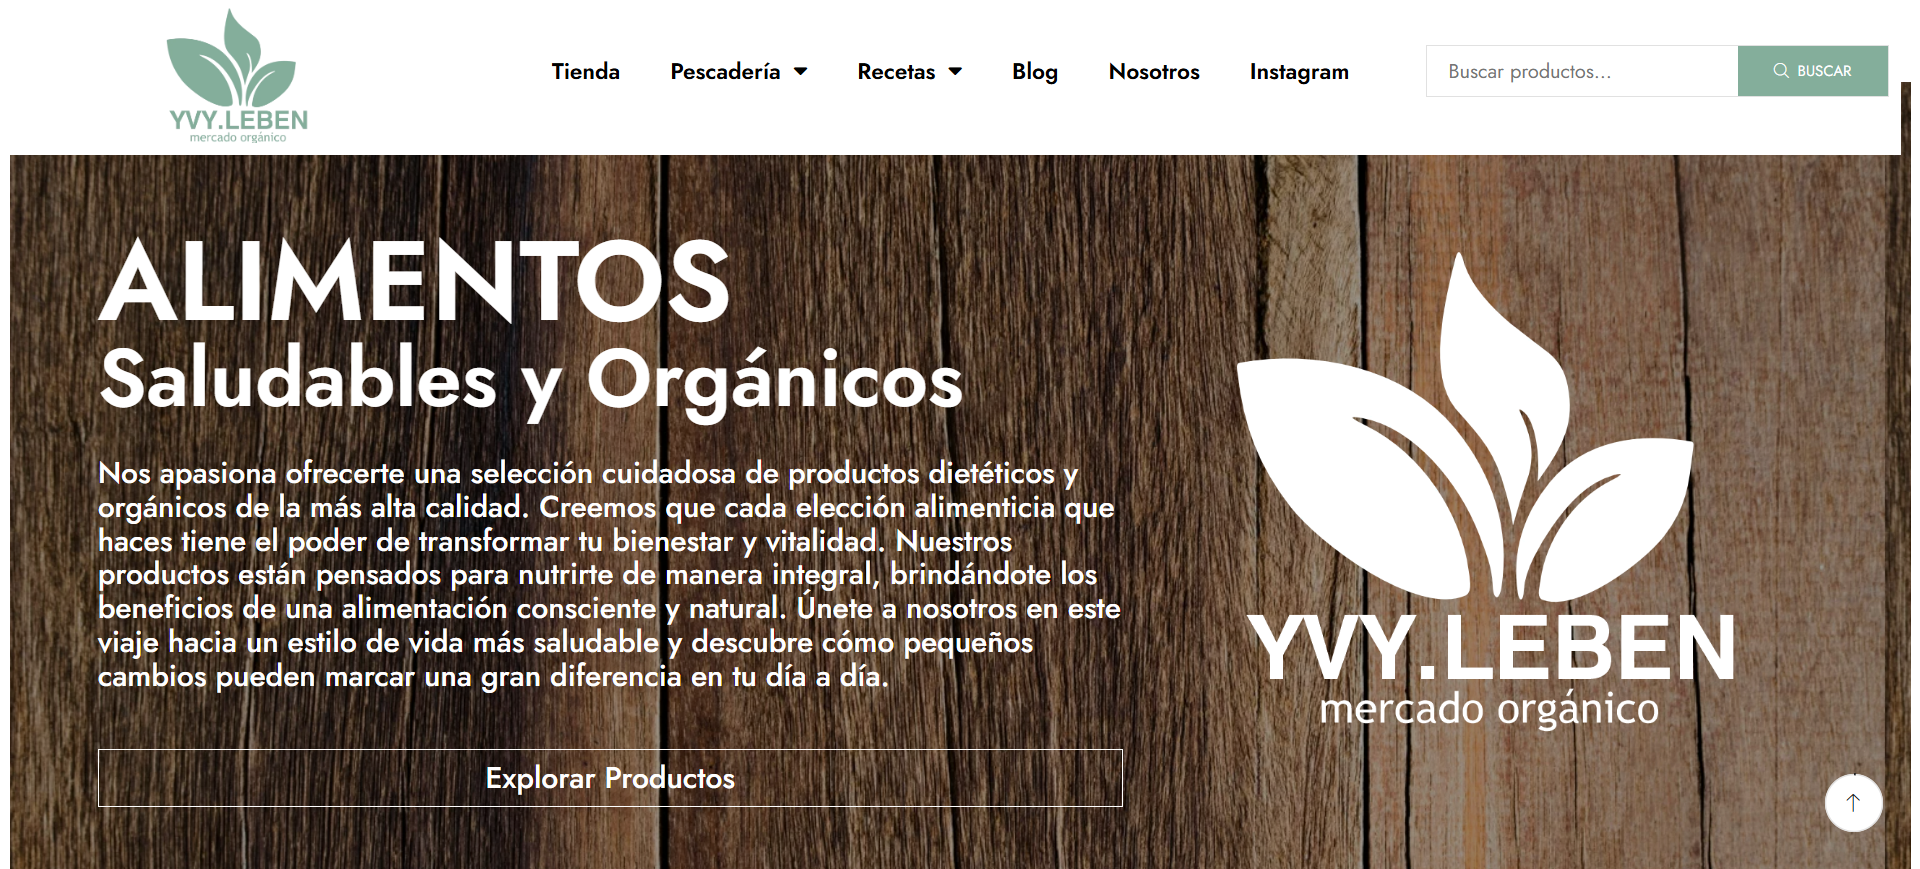 YVY.LEBEN
mercado orgánico
Tienda
Pescadería
Recetas
Blog
Nosotros
Instagram
Buscar productos...
BUSCAR
ALIMENTOS
Saludables y Orgánicos
Nos apasiona ofrecerte una selección cuidadosa de productos dietéticos y
orgánicos de la más alta calidad. Creemos que cada elección alimenticia que
haces tiene el poder de transformar tu bienestar y vitalidad. Nuestros
productos están pensados para nutrirte de manera integral, brindándote los
beneficios de una alimentación consciente y natural. Únete a nosotros en este
viaje hacia un estilo de vida más saludable y descubre cómo pequeños
cambios pueden marcar una gran diferencia en tu día a día.
Explorar Productos
YVY.LEBEN
mercado orgánico